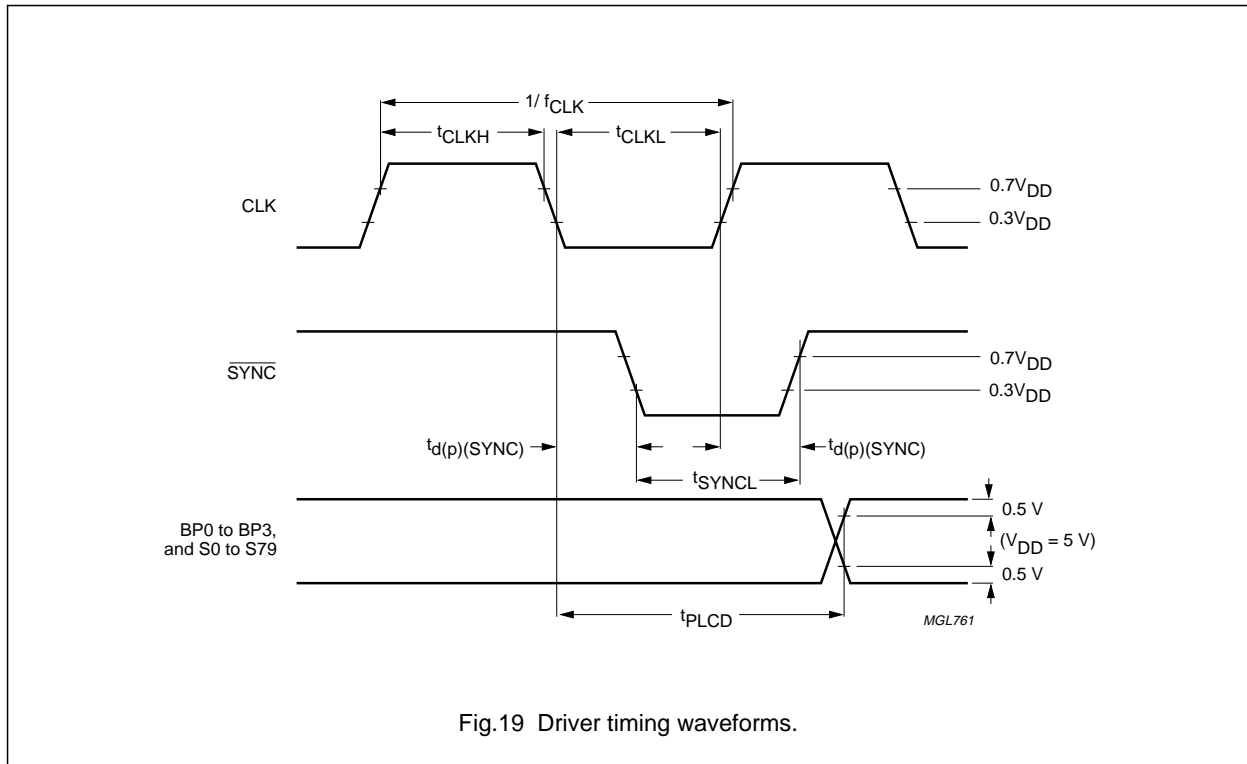 1/ fCLK
tCLKH
tCLKL
CLK
0.7VDD
0.3VDD
SYNC
0.7VDD
0.3VDD
td(p)(SYNC)
td(p)(SYNC)
tSYNCL
BP0 to BP3,
and S0 to S79
0.5 V
(VDD = 5 V)
0.5 V
tPLCD
MGL761
Fig.19 Driver timing waveforms.